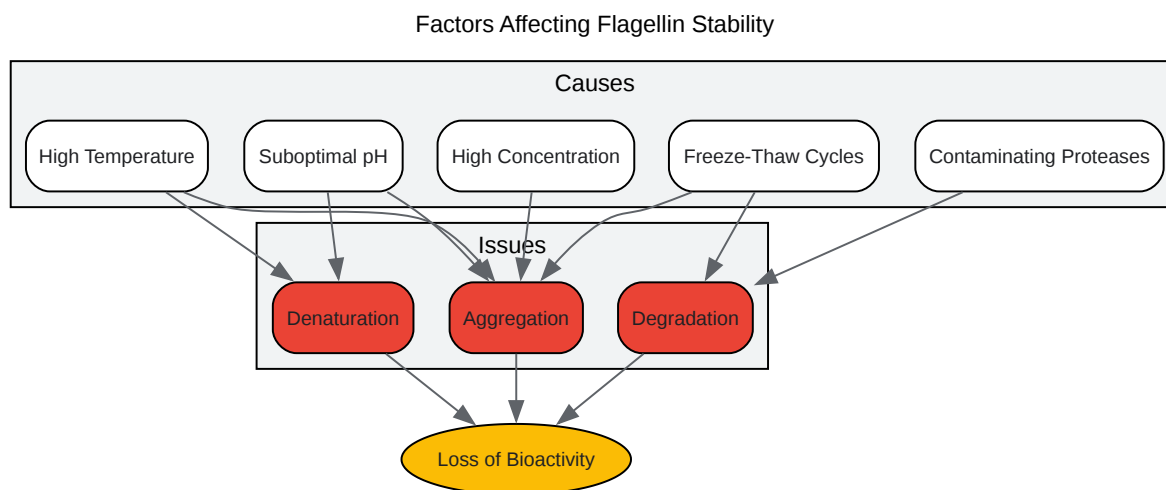 Factors Affecting Flagellin Stability
Causes
High Temperature
Suboptimal pH
High Concentration
Freeze-Thaw Cycles
Contaminating Proteases
Issues
Denaturation
Aggregation
Degradation
Loss of Bioactivity